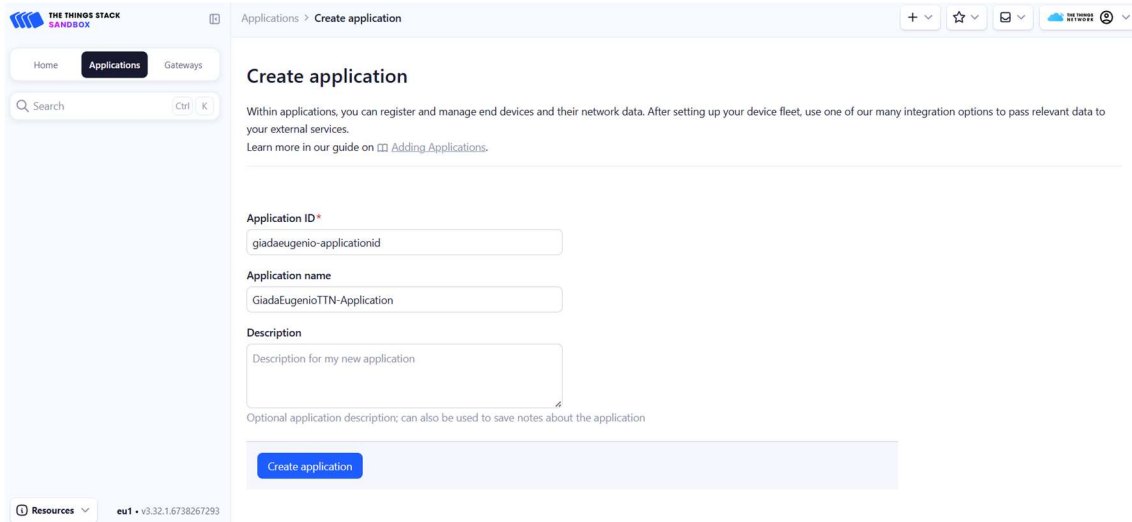 THE THINGS STACK
SANDBOX
Applications > Create application
THE THINGS
NETWORK
Home Applications Gateways
Search Ctrl K
Create application
Within applications, you can register and manage end devices and their network data. After setting up your device fleet, use one of our many integration options to pass relevant data to
your external services.
Learn more in our guide on Adding Applications.
Application ID*
giadaeugenio-applicationid
Application name
GiadaEugenioTTN-Application
Description
Description for my new application
Optional application description; can also be used to save notes about the application
Create application
Resources eu1 • v3.32.1.6738267293